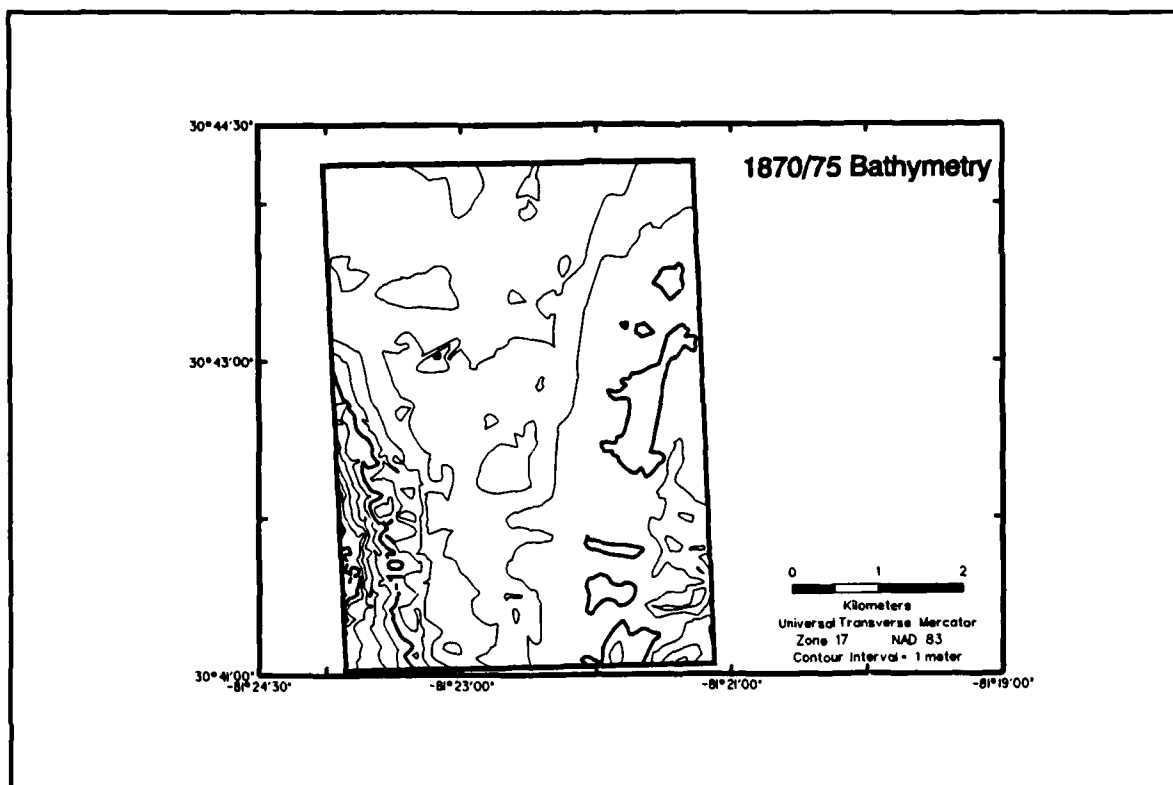 30°44'30"
1870/75 Bathymetry
30°43'00"
-5
-10
0 1 2
Kilometers
Universal Transverse Mercator
Zone 17 NAD 83
Contour Interval = 1 meter
30°41'00"
-81°24'30" -81°23'00" -81°21'00" -81°19'00"